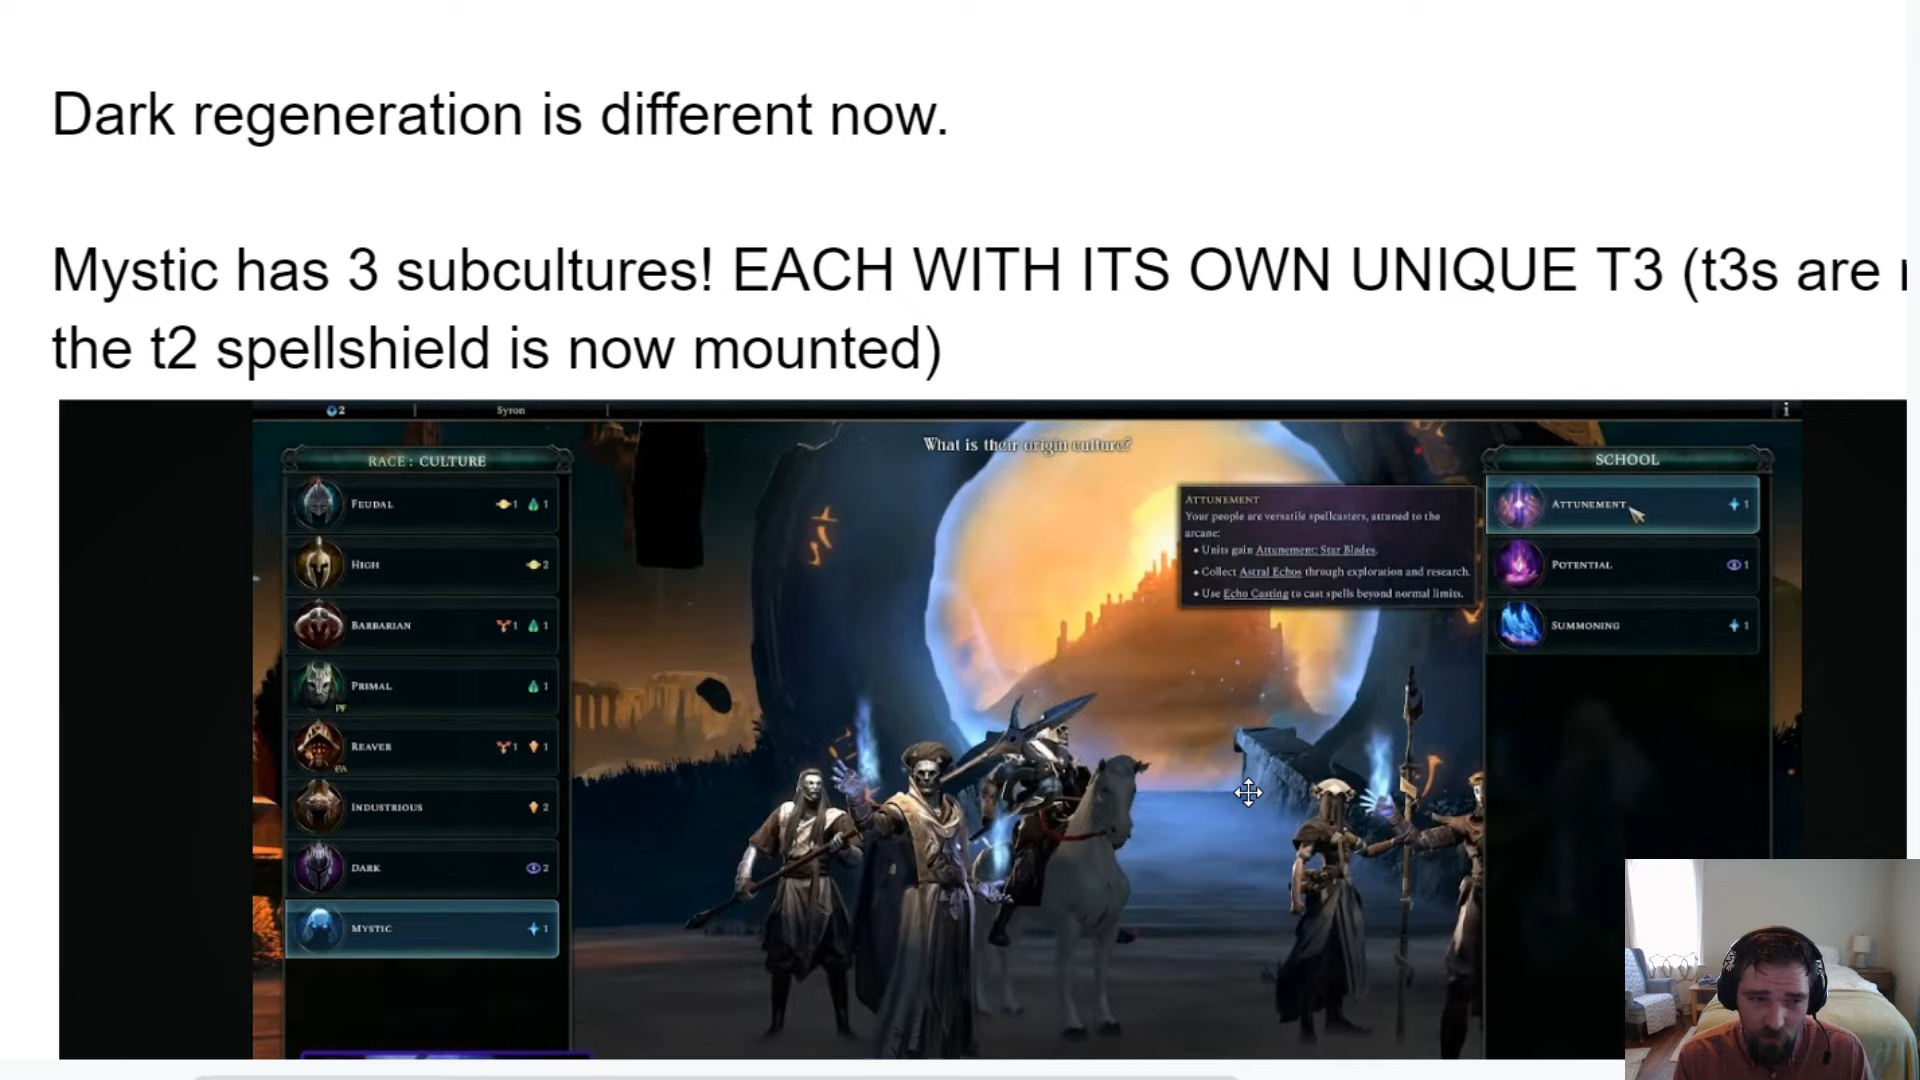 Dark regeneration is different now.
Mystic has 3 subcultures! EACH WITH ITS OWN UNIQUE T3 (t3s are
the t2 spellshield is now mounted)
2
Syron
i
What is their origin culture?
RACE: CULTURE
FEUDAL 1 1
HIGH 2
BARBARIAN 1 1
PRIMAL 1
PF
REAVER 1 1
EA
INDUSTRIOUS 2
DARK 2
MYSTIC 1
ATTUNEMENT
Your people are versatile spellcasters, attuned to the
arcane:
• Units gain Attunement: Star Blades.
• Collect Astral Echos through exploration and research.
• Use Echo Casting to cast spells beyond normal limits.
SCHOOL
ATTUNEMENT 1
POTENTIAL 1
SUMMONING 1